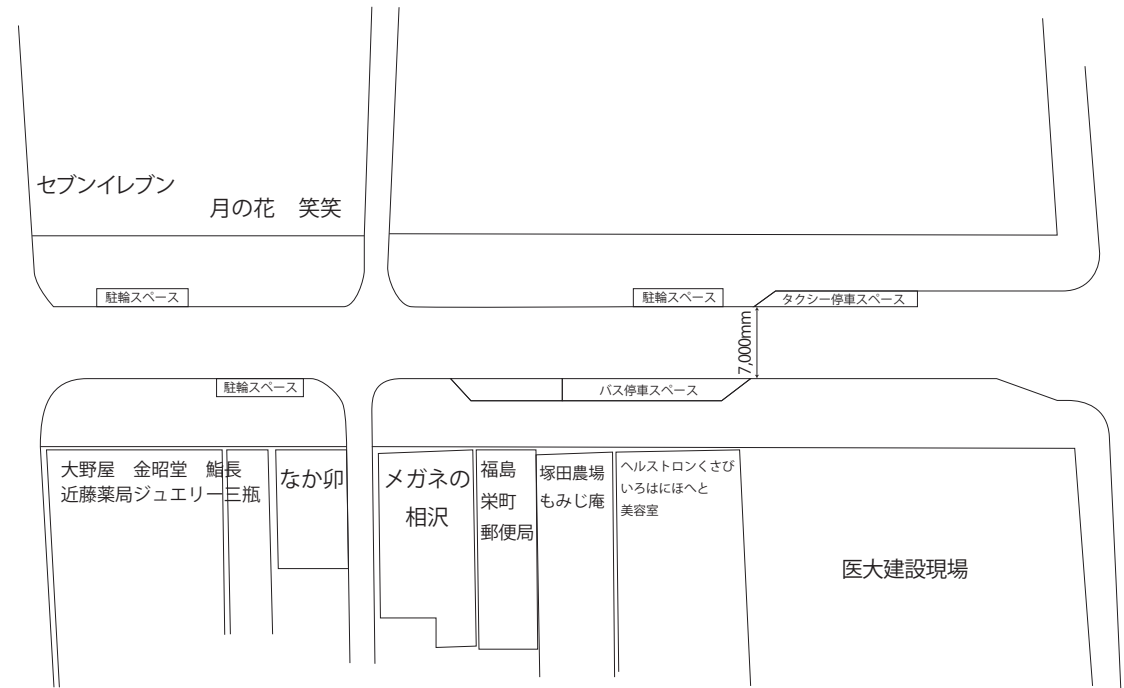 セブンイレブン
月の花　笑笑
駐輪スペース
駐輪スペース
タクシー停車スペース
7,000mm
駐輪スペース
バス停車スペース
大野屋　金昭堂　鮨長
近藤薬局ジュエリー三瓶
なか卯
メガネの
相沢
福島
栄町
郵便局
塚田農場
もみじ庵
ヘルストロンくさび
いろはにほへと
美容室
医大建設現場